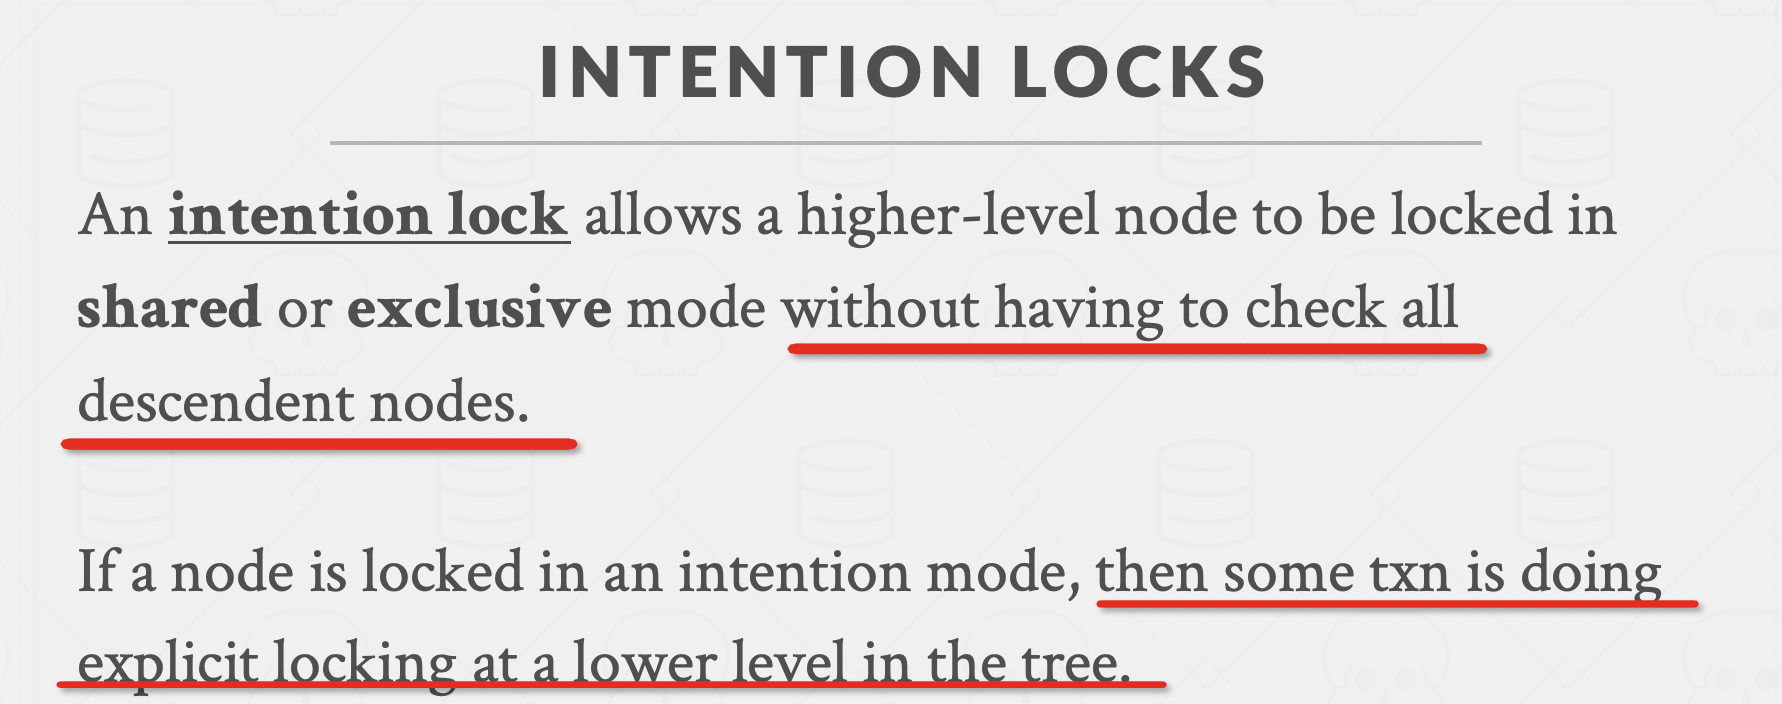 INTENTION LOCKS
An intention lock allows a higher-level node to be locked in
shared or exclusive mode without having to check all
descendent nodes.
If a node is locked in an intention mode, then some txn is doing
explicit locking at a lower level in the tree.